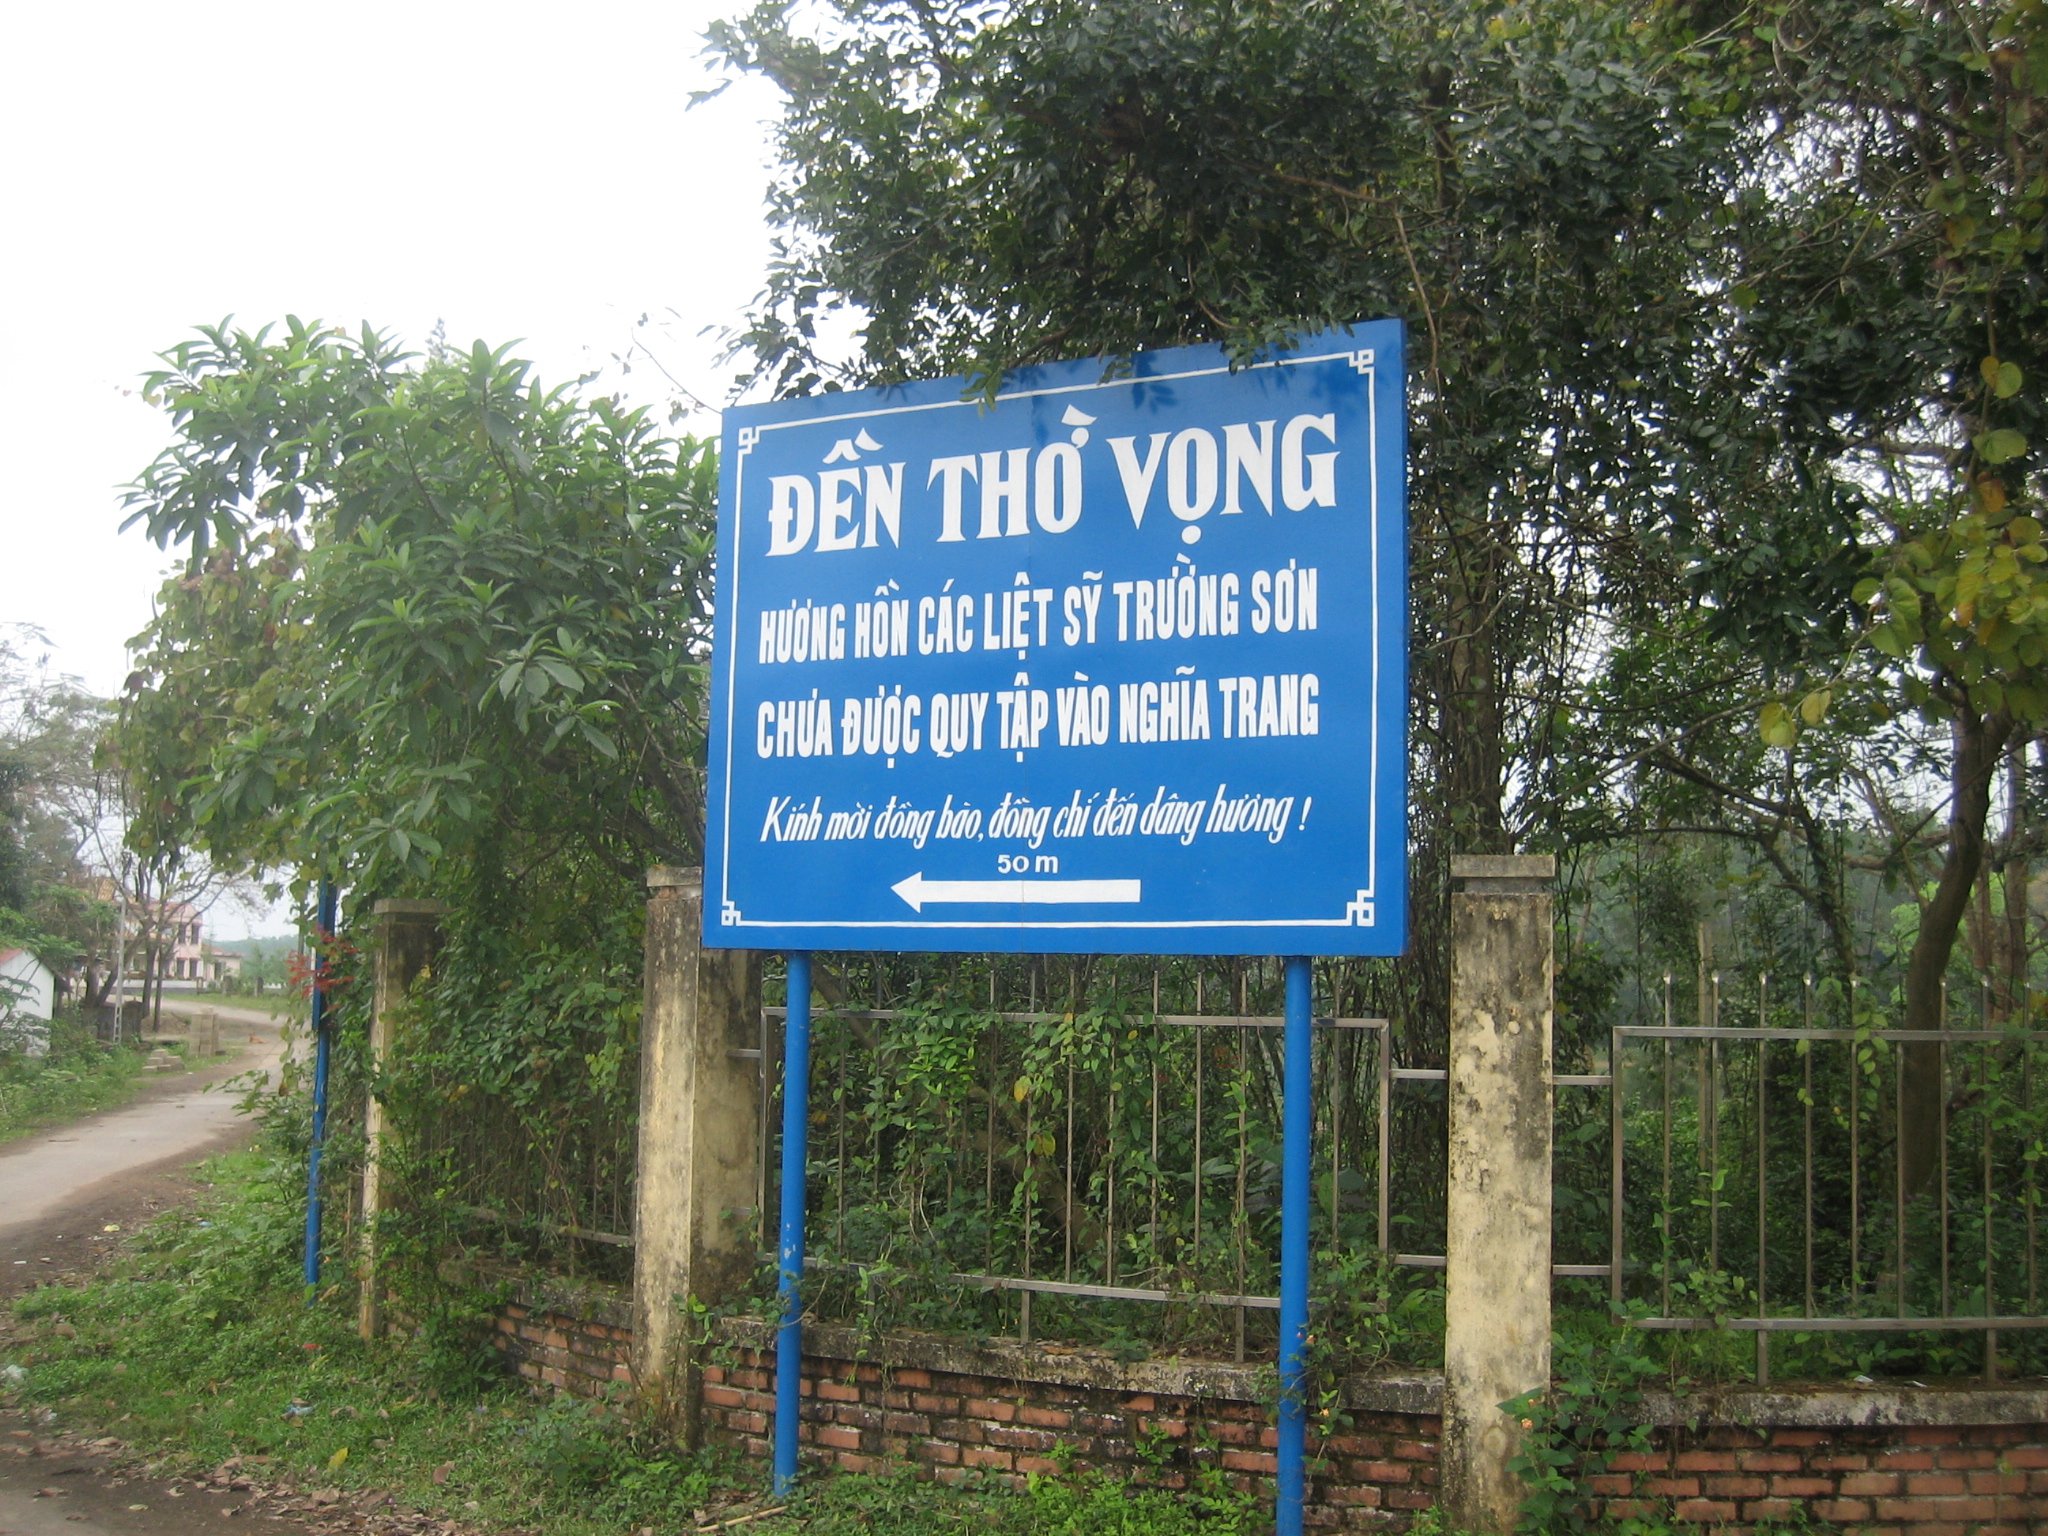 ĐỀN THỜ VỌNG
HƯƠNG HỒN CÁC LIỆT SỸ TRƯỜNG SƠN
CHƯA ĐƯỢC QUY TẬP VÀO NGHĨA TRANG
Kính mời đồng bào, đồng chí đến dâng hương !
50 m